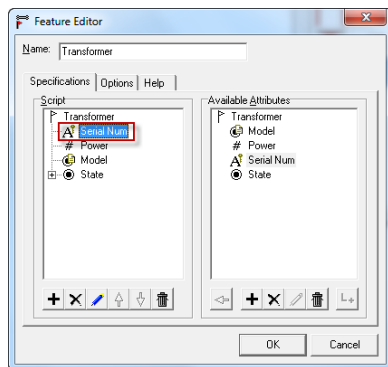 Feature Editor
Name: Transformer
Specifications Options Help
Script
Transformer
Serial Num
# Power
Model
State
Available Attributes
Transformer
Model
# Power
Serial Num
State
OK Cancel